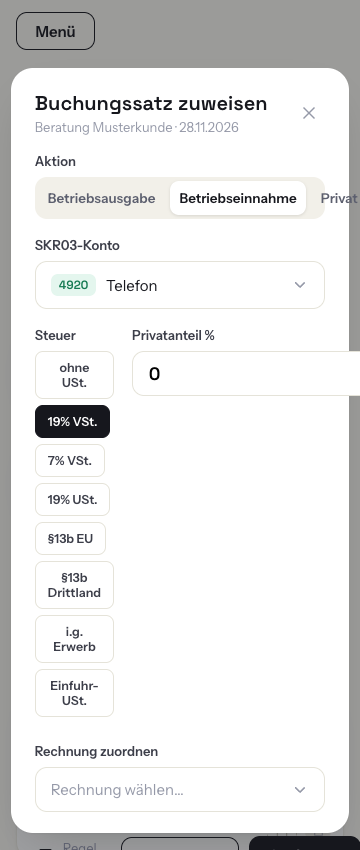 Menü
Buchungssatz zuweisen
Beratung Musterkunde · 28.11.2026
Aktion
Betriebsausgabe Betriebseinnahme Privat
SKR03-Konto
4920 Telefon
Steuer Privatanteil %
ohne
USt.
0
19% VSt.
7% VSt.
19% USt.
§13b EU
§13b
Drittland
i.g.
Erwerb
Einfuhr-
USt.
Rechnung zuordnen
Rechnung wählen...
Regel